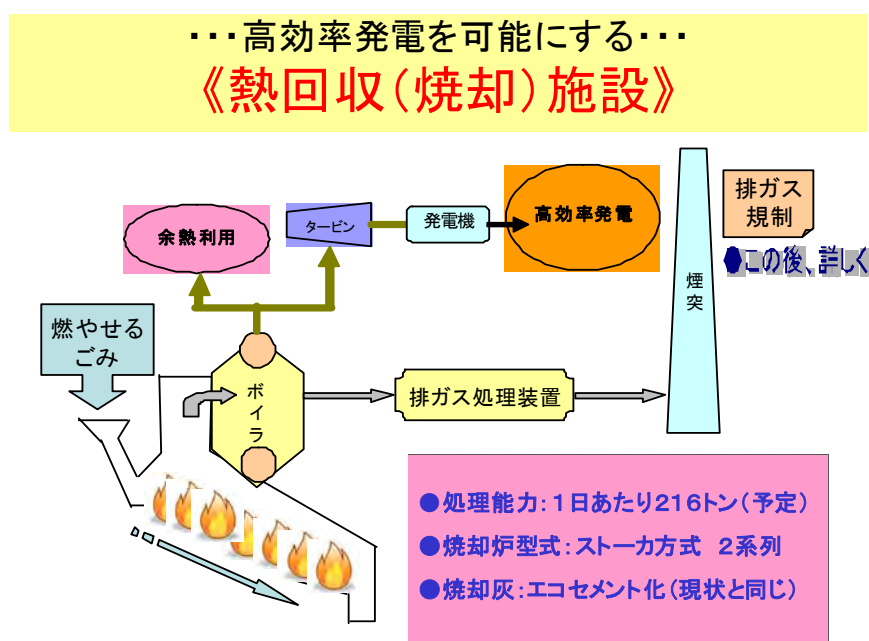 ・・・高効率発電を可能にする・・・
《熱回収(焼却)施設》
余熱利用
タービン
発電機
高効率発電
排ガス
規制
●この後、詳しく
煙
突
燃やせる
ごみ
ボ
イ
ラ
排ガス処理装置
●処理能力：１日あたり２１６トン（予定）
●焼却炉型式：ストーカ方式　２系列
●焼却灰：エコセメント化（現状と同じ）